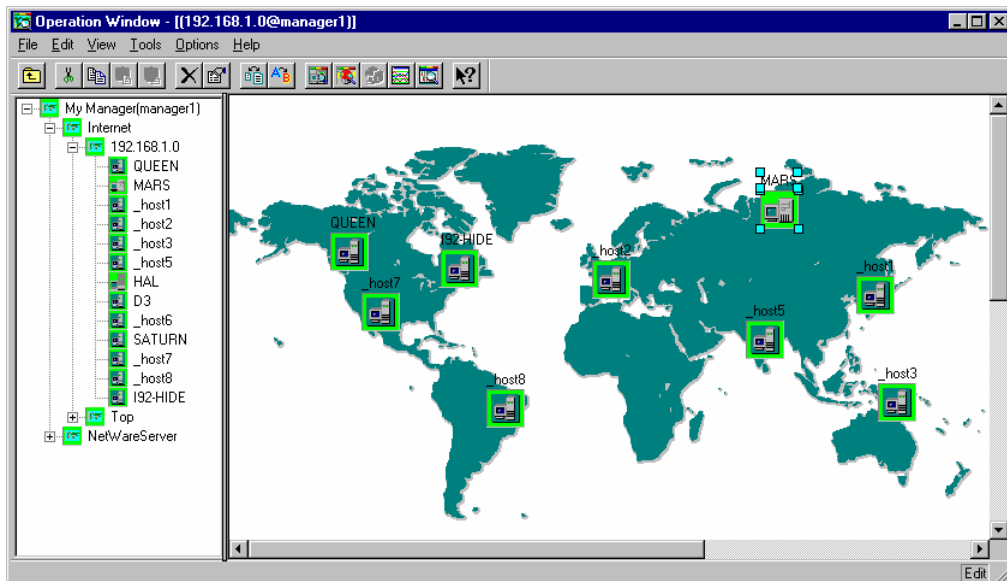 Operation Window - [[192.168.1.0@manager1)]
File Edit View Tools Options Help
My Manager(manager1)
Internet
192.168.1.0
QUEEN
MARS
_host1
_host2
_host3
_host5
HAL
D3
_host6
SATURN
_host7
_host8
I92-HIDE
Top
NetWareServer
MARS
QUEEN
I92-HIDE
_host2
_host1
_host7
_host5
_host3
_host8
Edit